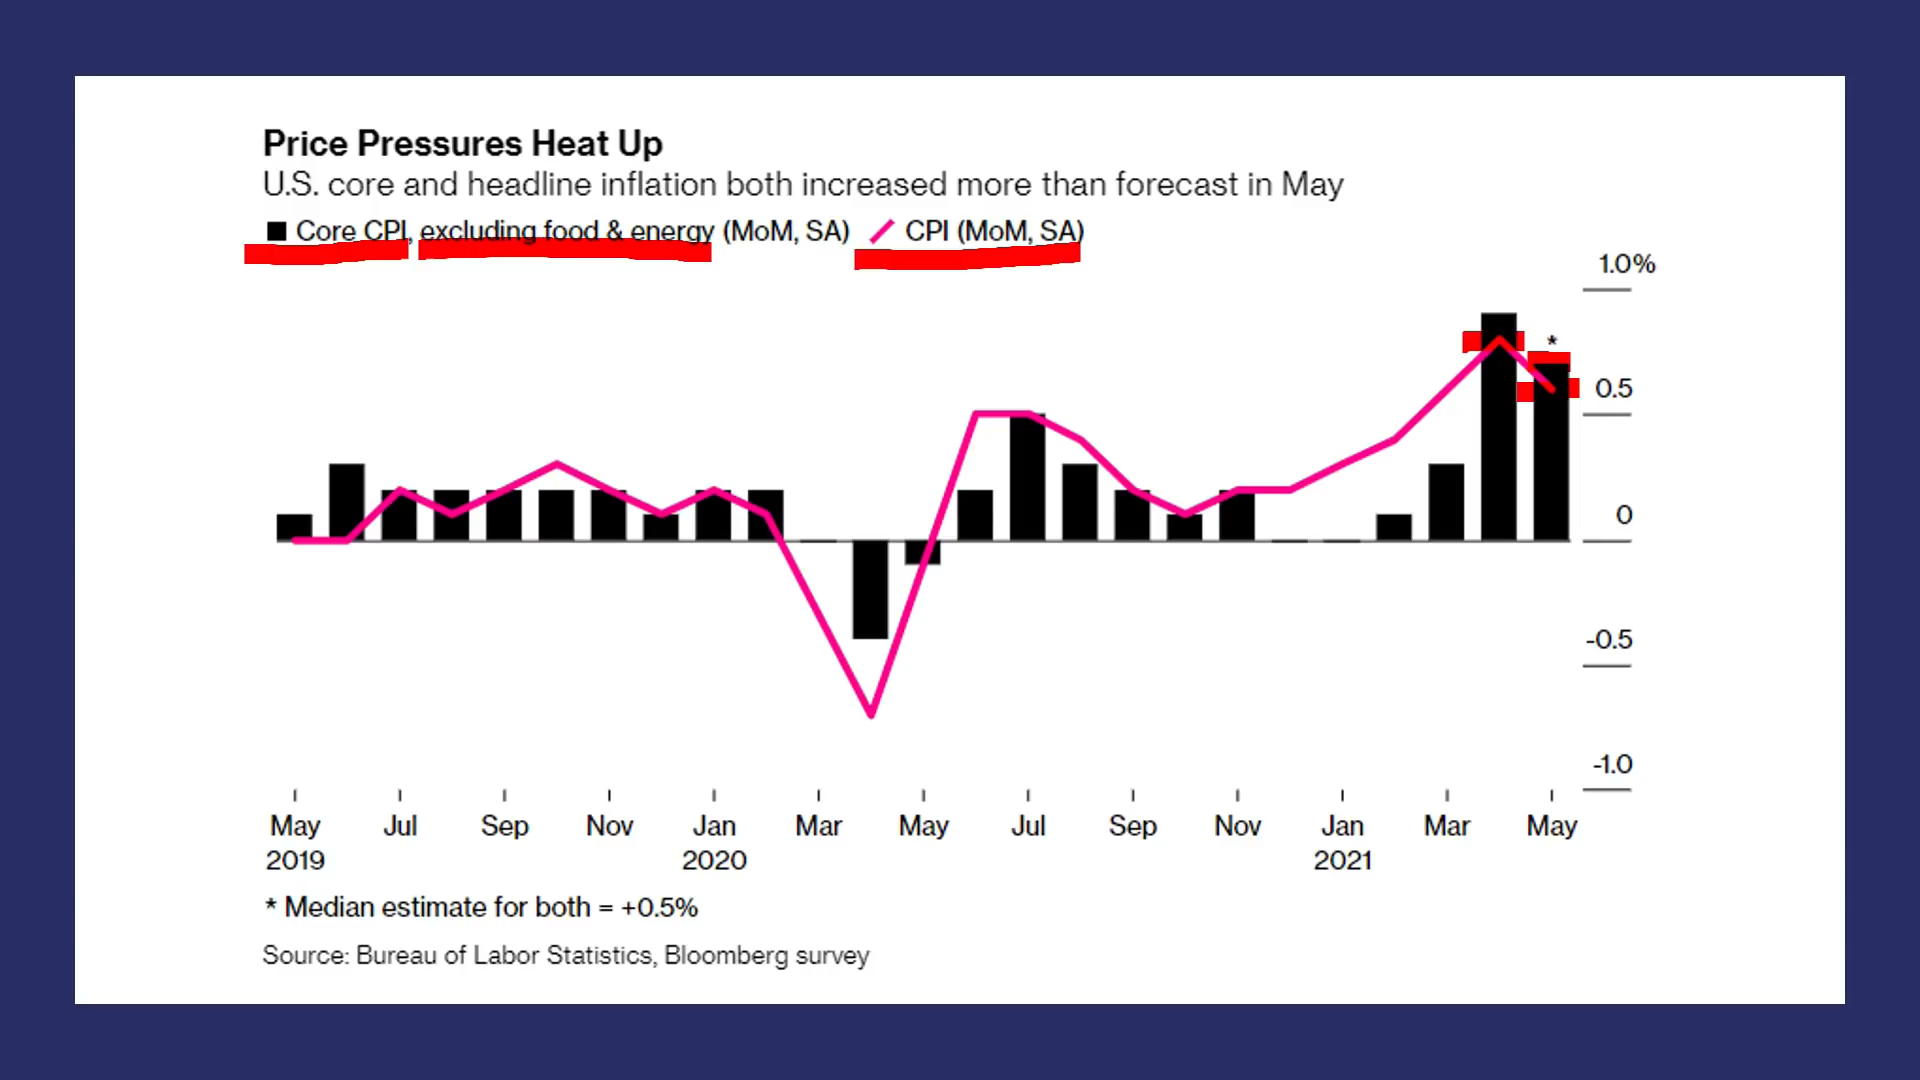 Price Pressures Heat Up
U.S. core and headline inflation both increased more than forecast in May
Core CPI, excluding food & energy (MoM, SA) CPI (MoM, SA)
1.0%
*
0.5
0
-0.5
-1.0
May Jul Sep Nov Jan Mar May Jul Sep Nov Jan Mar May
2019 2020 2021
* Median estimate for both = +0.5%
Source: Bureau of Labor Statistics, Bloomberg survey